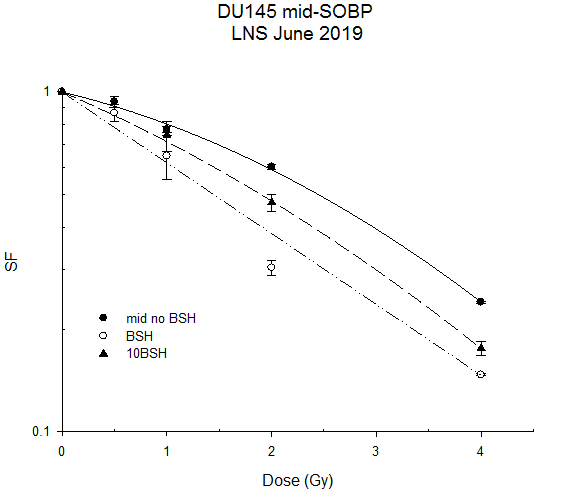 DU145 mid-SOBP
LNS June 2019
1
SF
mid no BSH
BSH
10BSH
0.1
0 1 2 3 4
Dose (Gy)